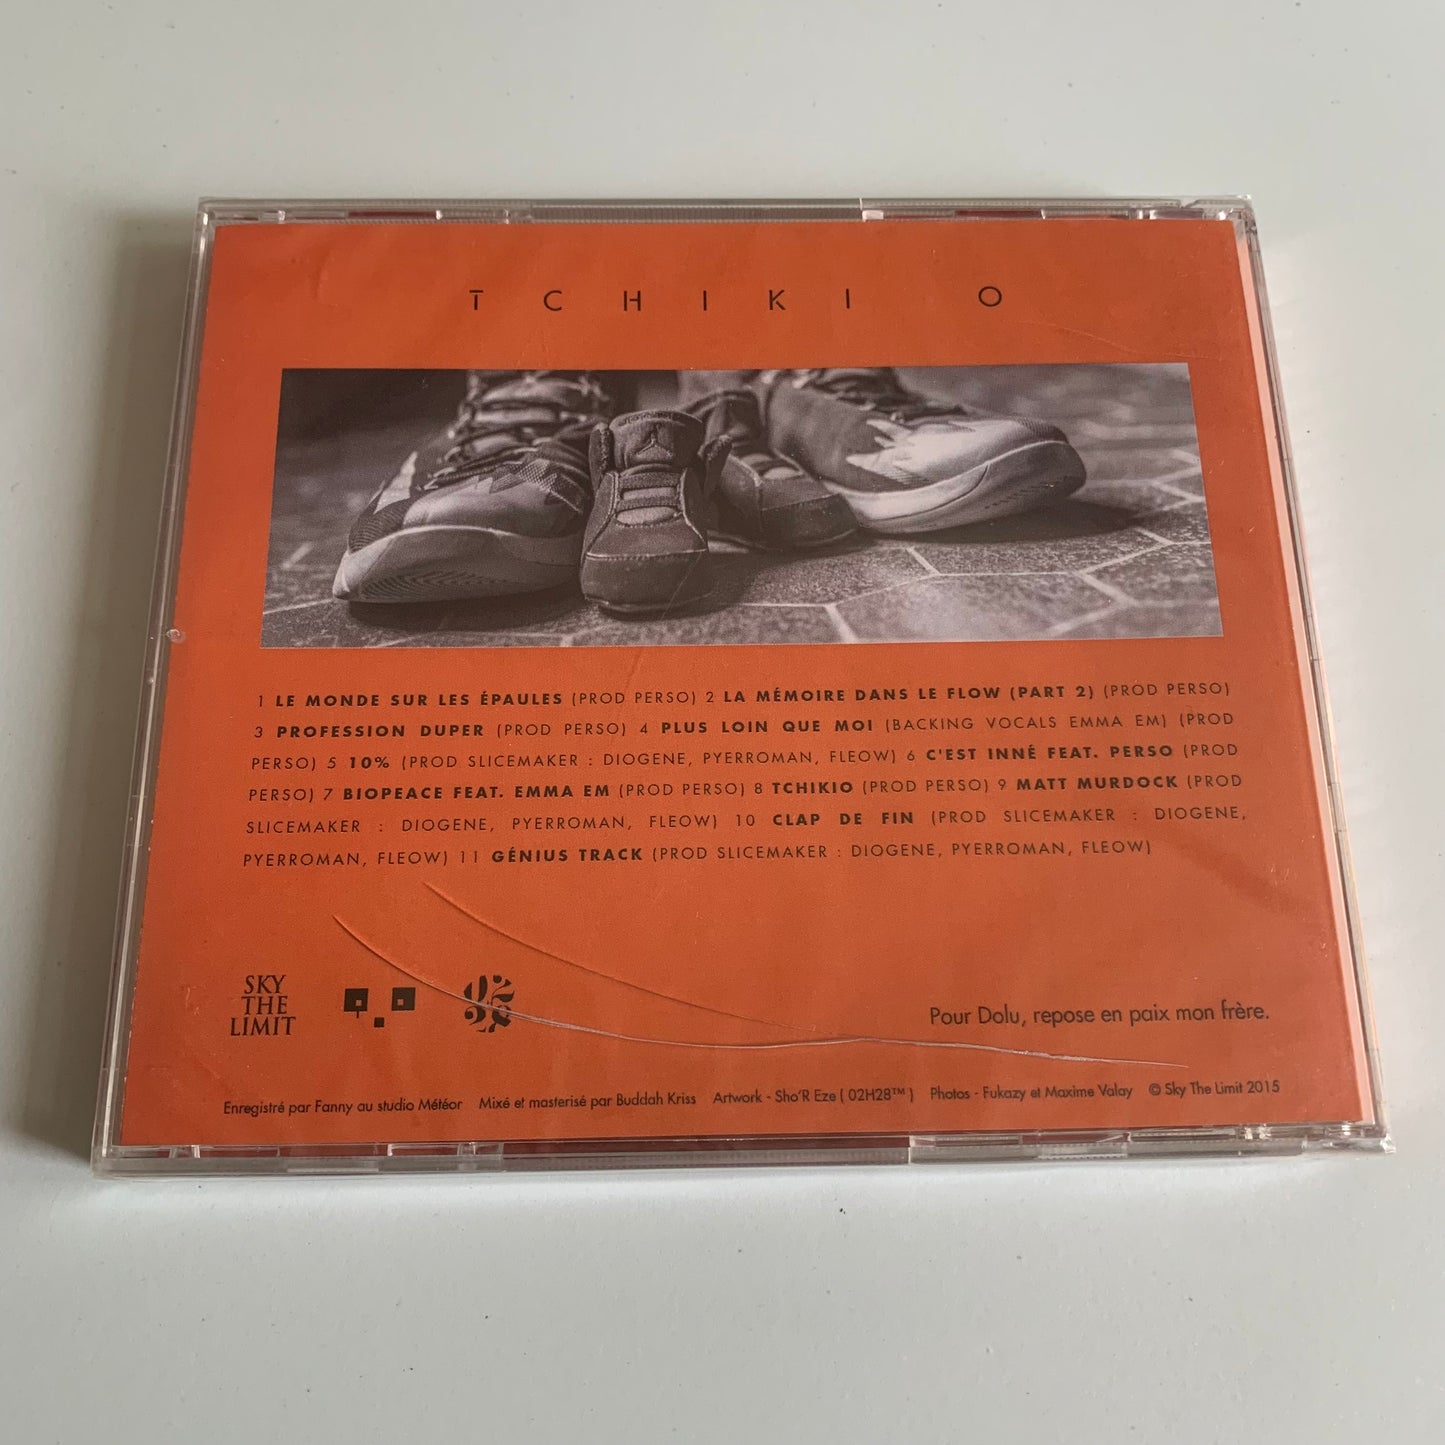 TCHIKI O
1 LE MONDE SUR LES ÉPAULES (PROD PERSO) 2 LA MÉMOIRE DANS LE FLOW (PART 2) (PROD PERSO)
3 PROFESSION DUPER (PROD PERSO) 4 PLUS LOIN QUE MOI (BACKING VOCALS EMMA EM) (PROD
PERSO) 5 10% (PROD SLICEMAKER : DIOGENE, PYERROMAN, FLEOW) 6 C'EST INNÉ FEAT. PERSO (PROD
PERSO) 7 BIOPEACE FEAT. EMMA EM (PROD PERSO) 8 TCHIKIO (PROD PERSO) 9 MATT MURDOCK (PROD
SLICEMAKER : DIOGENE, PYERROMAN, FLEOW) 10 CLAP DE FIN (PROD SLICEMAKER : DIOGENE,
PYERROMAN, FLEOW) 11 GÉNIUS TRACK (PROD SLICEMAKER : DIOGENE, PYERROMAN, FLEOW)
SKY
THE
LIMIT
Pour Dolu, repose en paix mon frère.
Enregistré par Fanny au studio Météor Mixé et masterisé par Buddah Kriss Artwork - Sho'R Eze ( 02H28™ ) Photos - Fukazy et Maxime Valay © Sky The Limit 2015